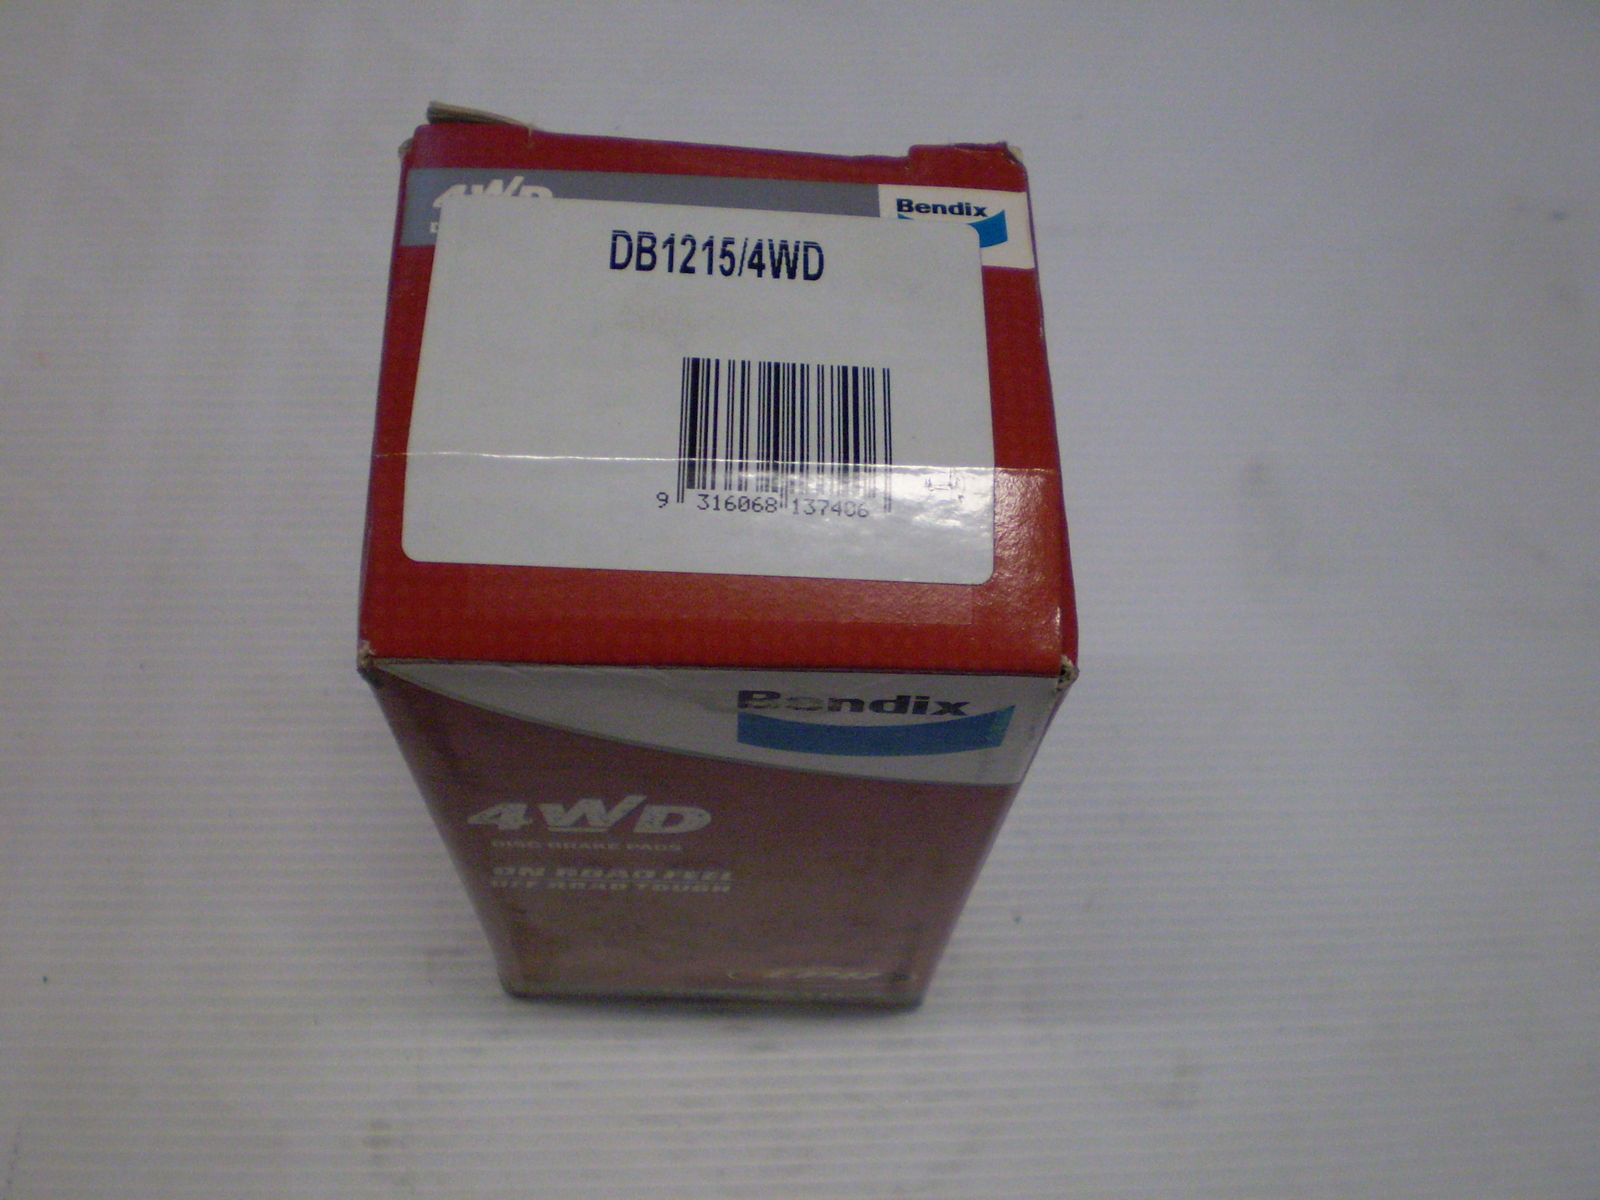 4WD
Bendix
DB1215/4WD
9 316068 137406
Bendix
4WD
DISC BRAKE PADS
ON ROAD FEEL
OFF ROAD TOUGH